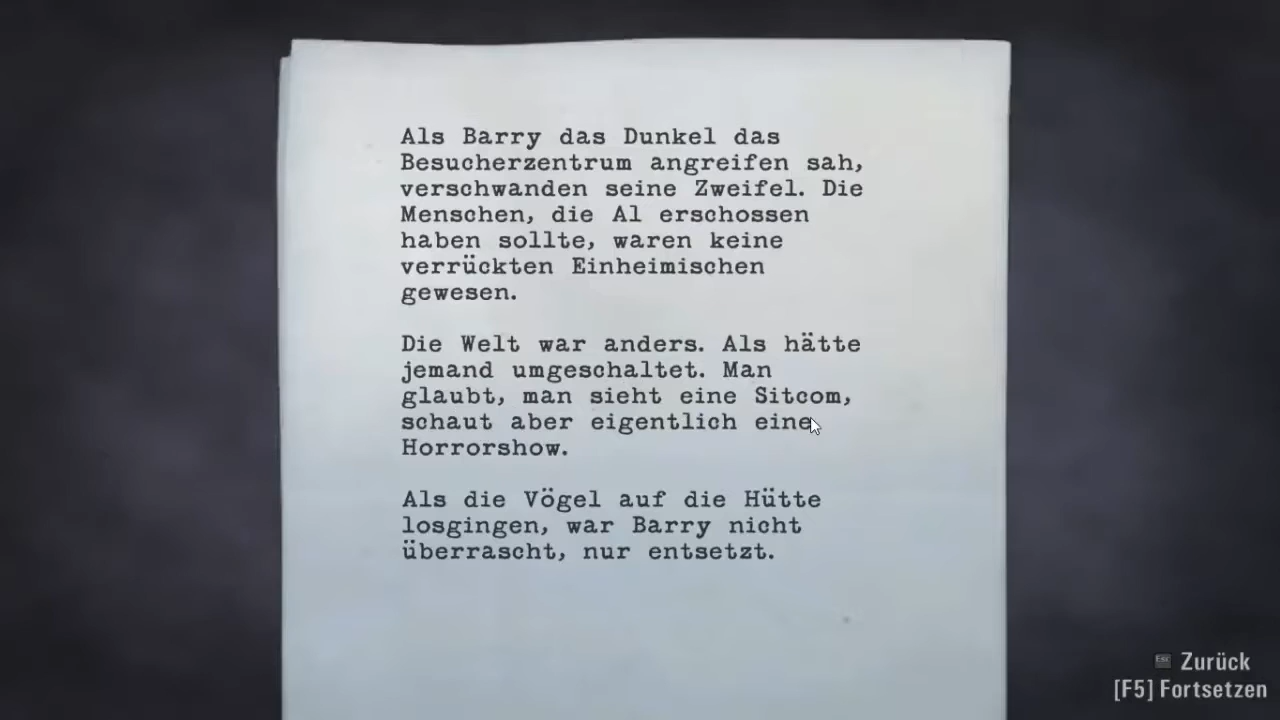 Als Barry das Dunkel das
Besucherzentrum angreifen sah,
verschwanden seine Zweifel. Die
Menschen, die Al erschossen
haben sollte, waren keine
verrückten Einheimischen
gewesen.
Die Welt war anders. Als hätte
jemand umgeschaltet. Man
glaubt, man sieht eine Sitcom,
schaut aber eigentlich eine
Horrorshow.
Als die Vögel auf die Hütte
losgingen, war Barry nicht
überrascht, nur entsetzt.
Esc Zurück
[F5] Fortsetzen